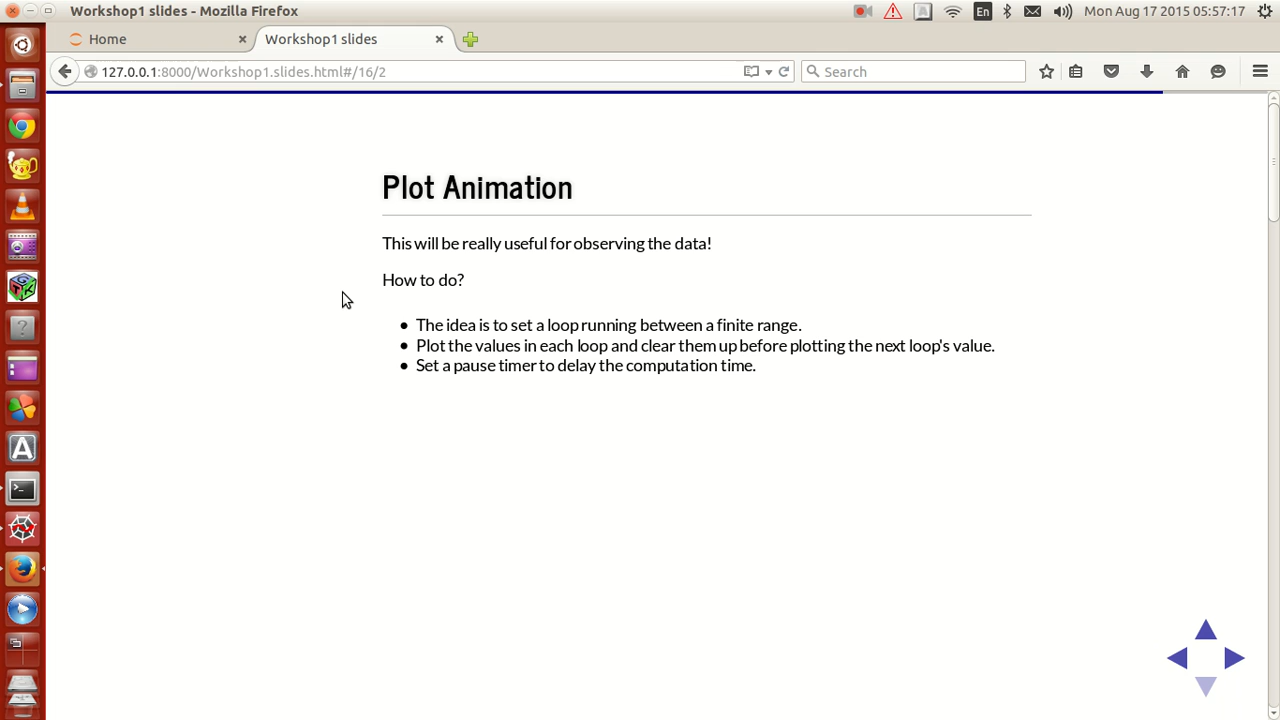 Workshop1 slides - Mozilla Firefox
En
Mon Aug 17 2015 05:57:17
Home
Workshop1 slides
127.0.0.1:8000/Workshop1.slides.html#/16/2
Search
Plot Animation
This will be really useful for observing the data!
How to do?
The idea is to set a loop running between a finite range.
Plot the values in each loop and clear them up before plotting the next loop's value.
Set a pause timer to delay the computation time.